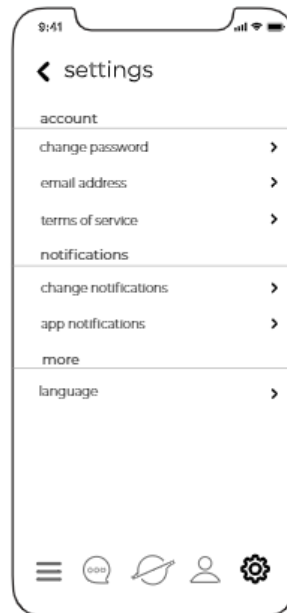 9:41
settings
account
change password
email address
terms of service
notifications
change notifications
app notifications
more
language